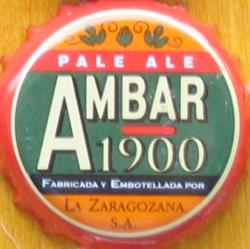 PALE ALE
AMBAR
1900
FABRICADA Y EMBOTELLADA POR
LA ZARAGOZANA
S.A.